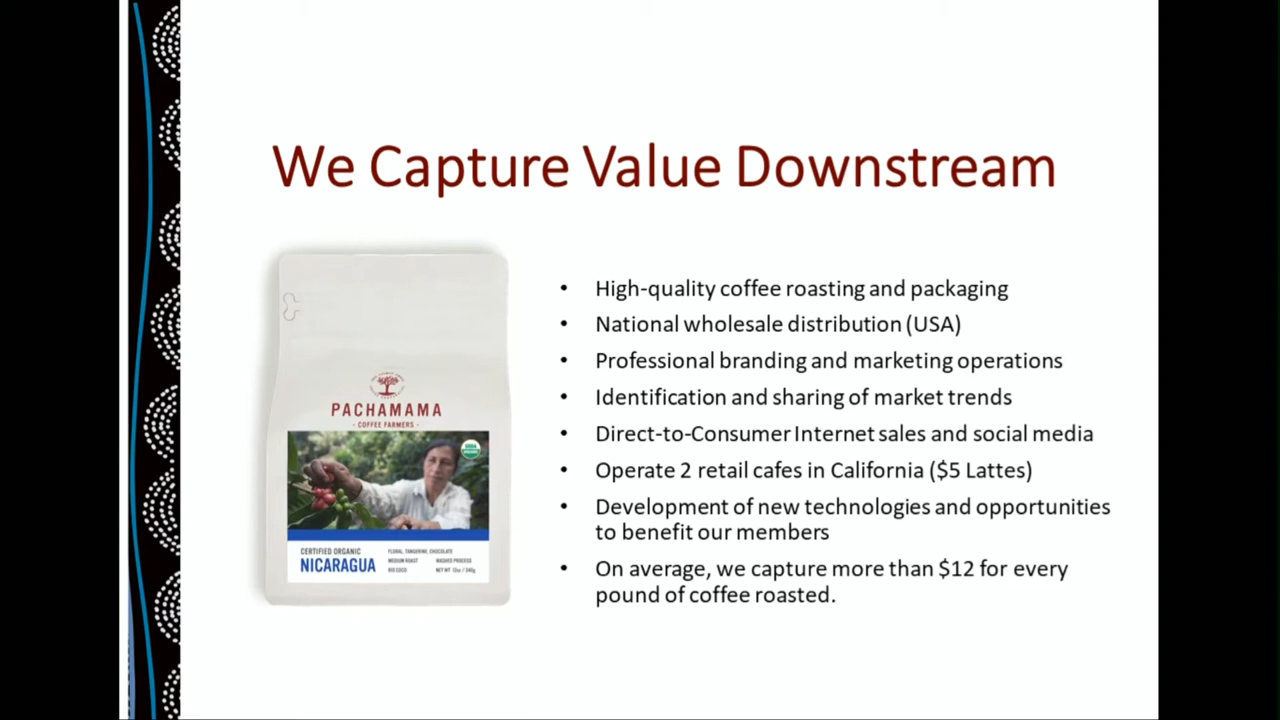 We Capture Value Downstream
• High-quality coffee roasting and packaging
• National wholesale distribution (USA)
• Professional branding and marketing operations
• Identification and sharing of market trends
• Direct-to-Consumer Internet sales and social media
• Operate 2 retail cafes in California ($5 Lattes)
• Development of new technologies and opportunities
to benefit our members
• On average, we capture more than $12 for every
pound of coffee roasted.
PACHAMAMA
- COFFEE FARMERS -
USDA
ORGANIC
CERTIFIED ORGANIC
NICARAGUA
FLORAL, TANGERINE, CHOCOLATE
MEDIUM ROAST WASHED PROCESS
RIO COCO NET WT 12oz / 340g